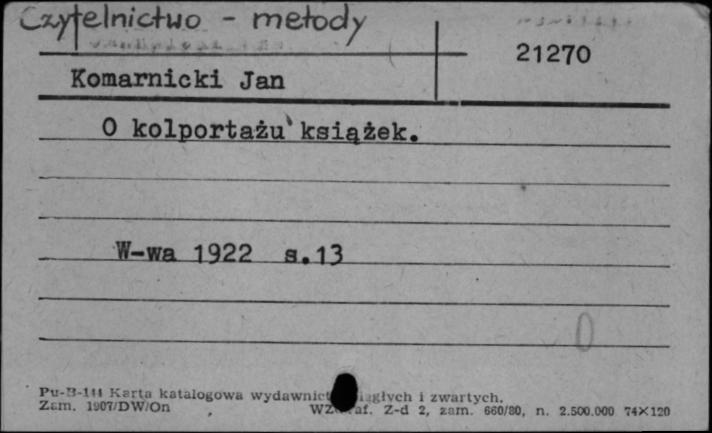 Czytelnictwo - metody
21270
Komarnicki Jan
O kolportażu książek.
W-wa 1922 s.13
0
Pu-B-144 Karta katalogowa i zwartych.
Zam. 1907/DW/On Z-d 2, zam. 660/80, n. 2.500.000 74×120